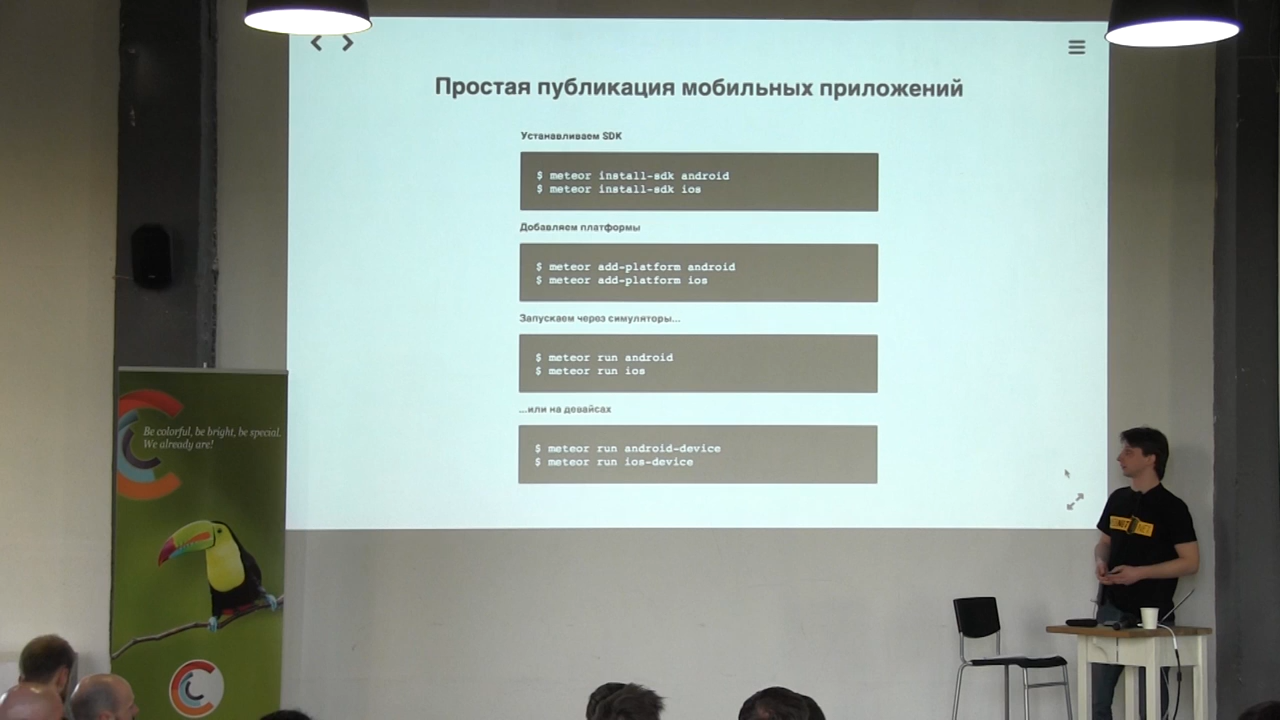 Простая публикация мобильных приложений
Устанавливаем SDK
$ meteor install-sdk android
$ meteor install-sdk ios
Добавляем платформы
$ meteor add-platform android
$ meteor add-platform ios
Запускаем через симуляторы...
$ meteor run android
$ meteor run ios
...или на девайсах
$ meteor run android-device
$ meteor run ios-device
Be colorful, be bright, be special.
We already are!